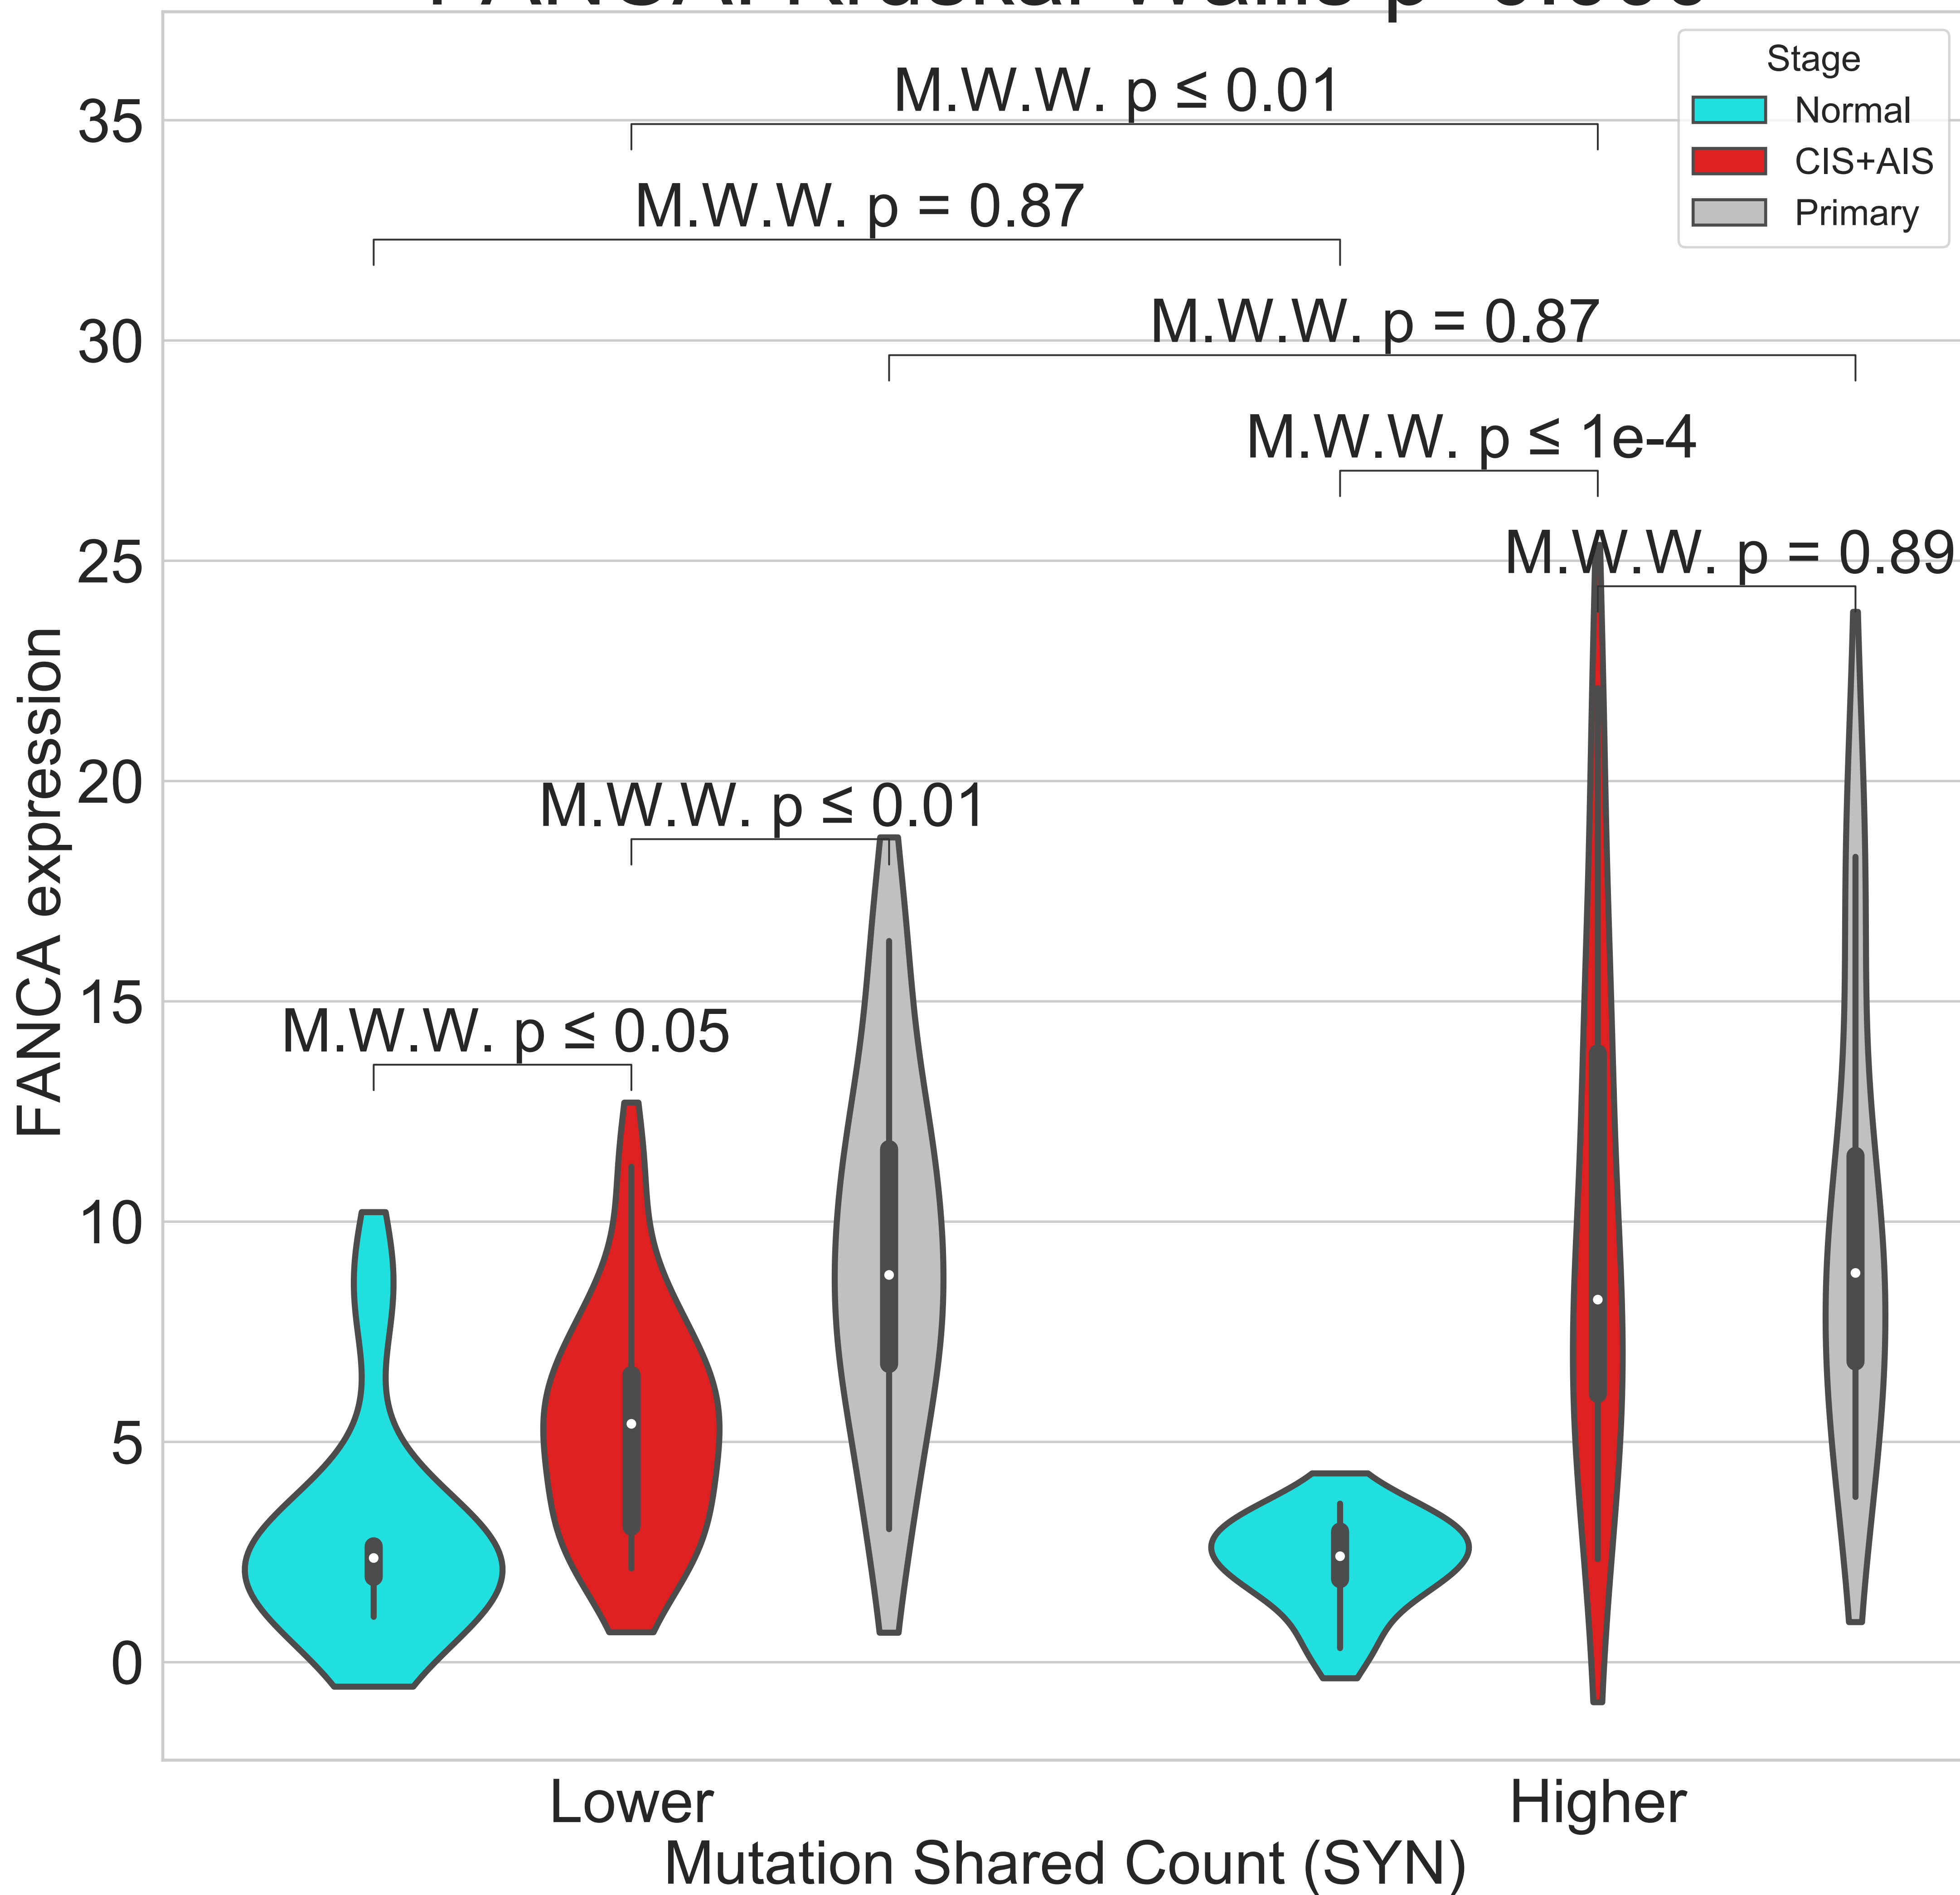 M.W.W. p ≤ 0.01
M.W.W. p = 0.87
M.W.W. p = 0.87
M.W.W. p ≤ 1e-4
M.W.W. p = 0.89
M.W.W. p ≤ 0.01
M.W.W. p ≤ 0.05
Stage
Normal
CIS+AIS
Primary
35
30
25
20
15
10
5
0
FANCA expression
Lower
Higher
Mutation Shared Count (SYN)